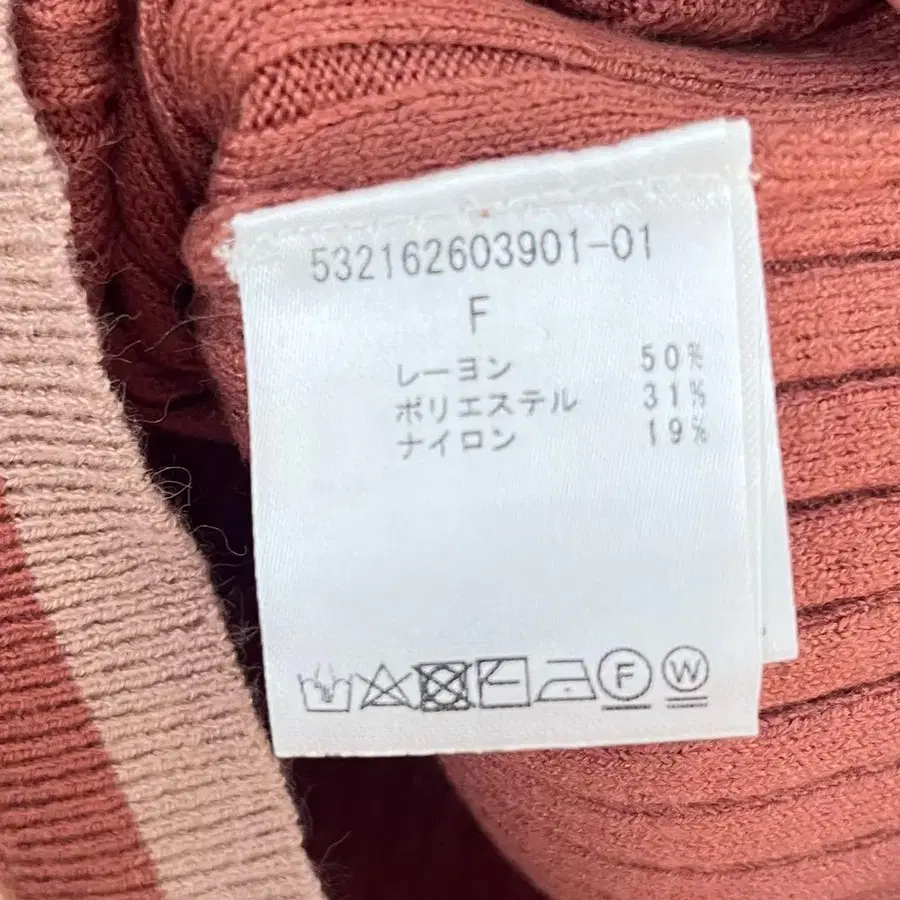 532162603901-01
F
レーヨン 50%
ポリエステル 31%
ナイロン 19%
F W